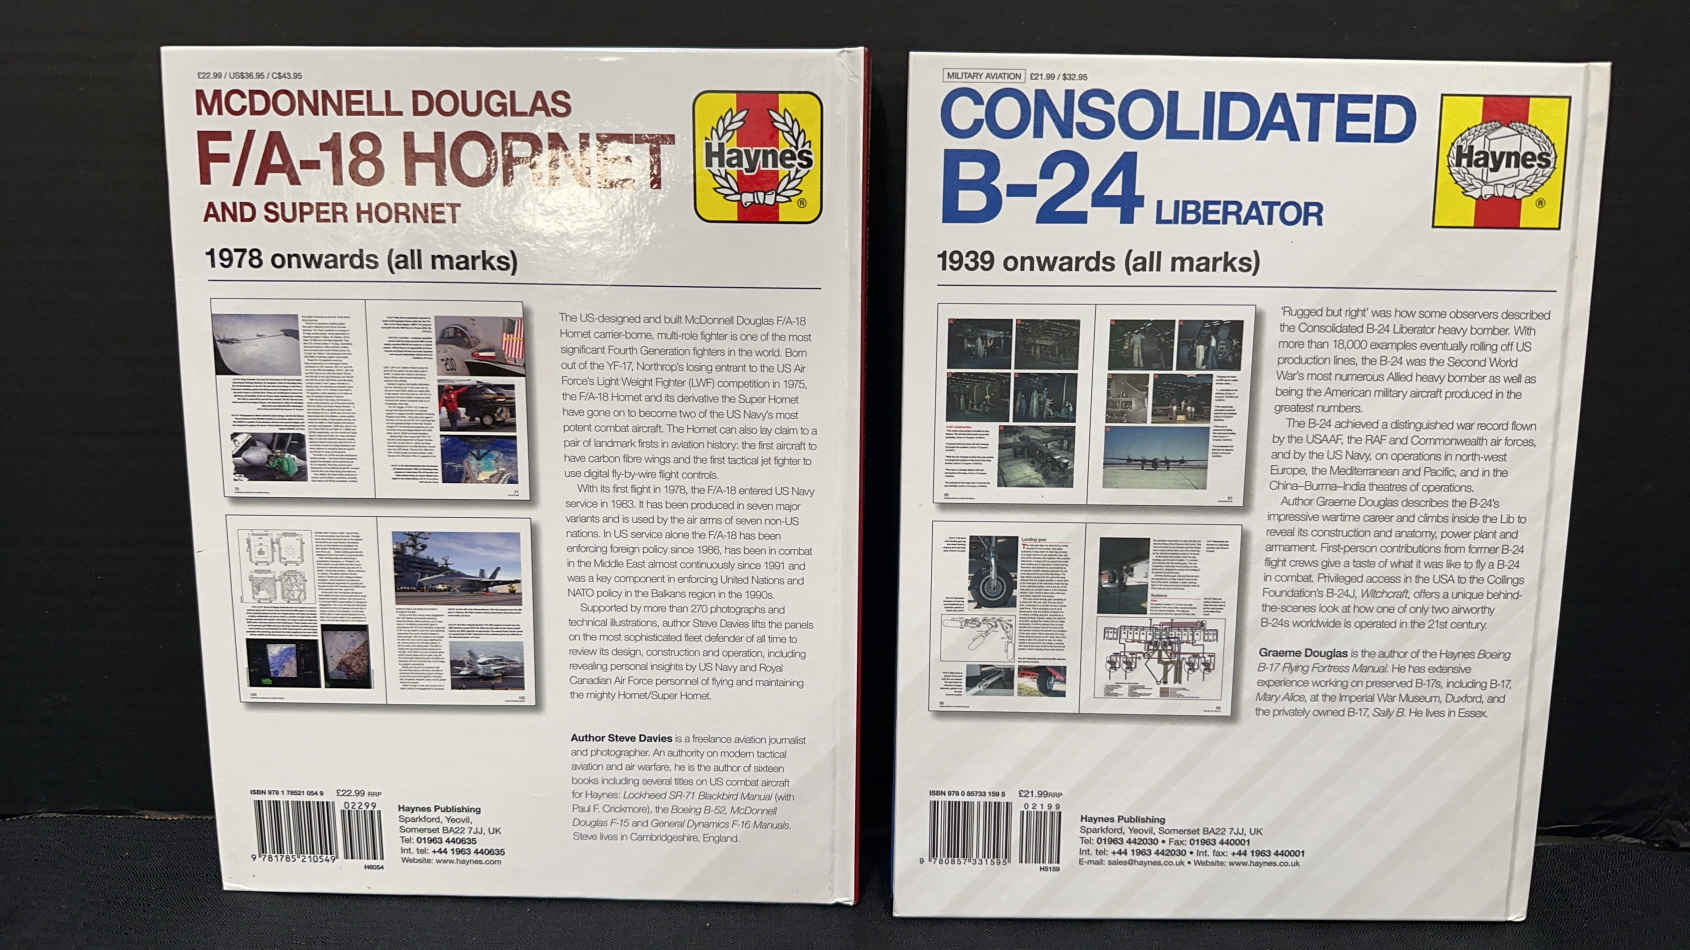 £22.99 / US$36.95 / C$43.95
MCDONNELL DOUGLAS
F/A-18 HORNET
AND SUPER HORNET
Haynes
®
1978 onwards (all marks)
The US-designed and built McDonnell Douglas F/A-18
Hornet carrier-borne, multi-role fighter is one of the most
significant Fourth Generation fighters in the world. Born
out of the YF-17, Northrop's losing entrant to the US Air
Force's Light Weight Fighter (LWF) competition in 1975,
the F/A-18 Hornet and its derivative the Super Hornet
have gone on to become two of the US Navy's most
potent combat aircraft. The Hornet can also lay claim to a
pair of landmark firsts in aviation history: the first aircraft to
have carbon fibre wings and the first tactical jet fighter to
use digital fly-by-wire flight controls.
With its first flight in 1978, the F/A-18 entered US Navy
service in 1983. It has been produced in seven major
variants and is used by the air arms of seven non-US
nations. In US service alone the F/A-18 has been
enforcing foreign policy since 1986, has been in combat
in the Middle East almost continuously since 1991 and
was a key component in enforcing United Nations and
NATO policy in the Balkans region in the 1990s.
Supported by more than 270 photographs and
technical illustrations, author Steve Davies lifts the panels
on the most sophisticated fleet defender of all time to
review its design, construction and operation, including
revealing personal insights by US Navy and Royal
Canadian Air Force personnel of flying and maintaining
the mighty Hornet/Super Hornet.
Author Steve Davies is a freelance aviation journalist
and photographer. An authority on modern tactical
aviation and air warfare, he is the author of sixteen
books including several titles on US combat aircraft
for Haynes: Lockheed SR-71 Blackbird Manual (with
Paul F. Crickmore), the Boeing B-52, McDonnell
Douglas F-15 and General Dynamics F-16 Manuals.
Steve lives in Cambridgeshire, England.
ISBN 978 1 78521 054 9
£22.99 RRP
02299
9 781785 210549
H6054
Haynes Publishing
Sparkford, Yeovil,
Somerset BA22 7JJ, UK
Tel: 01963 440635
Int. tel: +44 1963 440635
Website: www.haynes.com
MILITARY AVIATION £21.99 / $32.95
CONSOLIDATED
B-24 LIBERATOR
Haynes
®
1939 onwards (all marks)
'Rugged but right' was how some observers described
the Consolidated B-24 Liberator heavy bomber. With
more than 18,000 examples eventually rolling off US
production lines, the B-24 was the Second World
War's most numerous Allied heavy bomber as well as
being the American military aircraft produced in the
greatest numbers.
The B-24 achieved a distinguished war record flown
by the USAAF, the RAF and Commonwealth air forces,
and by the US Navy, on operations in north-west
Europe, the Mediterranean and Pacific, and in the
China–Burma–India theatres of operations.
Author Graeme Douglas describes the B-24's
impressive wartime career and climbs inside the Lib to
reveal its construction and anatomy, power plant and
armament. First-person contributions from former B-24
flight crews give a taste of what it was like to fly a B-24
in combat. Privileged access in the USA to the Collings
Foundation's B-24J, Witchcraft, offers a unique behind-
the-scenes look at how one of only two airworthy
B-24s worldwide is operated in the 21st century.
Graeme Douglas is the author of the Haynes Boeing
B-17 Flying Fortress Manual. He has extensive
experience working on preserved B-17s, including B-17,
Mary Alice, at the Imperial War Museum, Duxford, and
the privately owned B-17, Sally B. He lives in Essex.
Landing gear
ISBN 978 0 85733 159 5
£21.99 RRP
02199
9 780857 331595
H5159
Haynes Publishing
Sparkford, Yeovil, Somerset BA22 7JJ, UK
Tel: 01963 442030 • Fax: 01963 440001
Int. tel: +44 1963 442030 • Int. fax: +44 1963 440001
E-mail: sales@haynes.co.uk • Website: www.haynes.co.uk